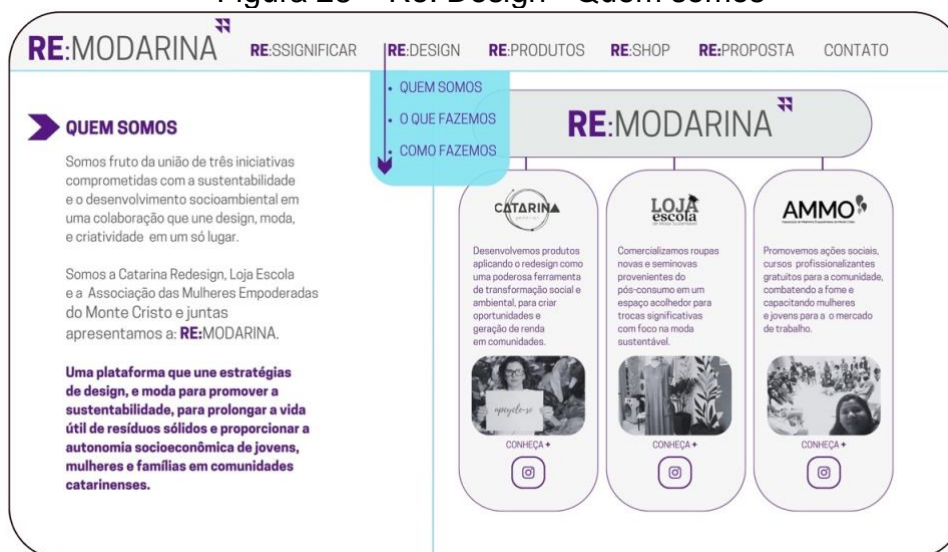 RE:MODARINA
RE:SSIGNIFICAR
RE:DESIGN
RE:PRODUTOS
RE:SHOP
RE:PROPOSTA
CONTATO
• QUEM SOMOS
• O QUE FAZEMOS
• COMO FAZEMOS
QUEM SOMOS
Somos fruto da união de três iniciativas
comprometidas com a sustentabilidade
e o desenvolvimento socioambiental em
uma colaboração que une design, moda,
e criatividade em um só lugar.
Somos a Catarina Redesign, Loja Escola
e a Associação das Mulheres Empoderadas
do Monte Cristo e juntas
apresentamos a: RE:MODARINA.
Uma plataforma que une estratégias
de design, e moda para promover a
sustentabilidade, para prolongar a vida
útil de resíduos sólidos e proporcionar a
autonomia socioeconômica de jovens,
mulheres e famílias em comunidades
catarinenses.
RE:MODARINA
CATARINA
Desenvolvemos produtos
aplicando o redesign como
uma poderosa ferramenta
de transformação social e
ambiental, para criar
oportunidades e
geração de renda
em comunidades.
CONHEÇA +
LOJA
escola
Comercializamos roupas
novas e seminovas
provenientes do
pós-consumo em um
espaço acolhedor para
trocas significativas
com foco na moda
sustentável.
CONHEÇA +
AMMO
Promovemos ações sociais,
cursos profissionalizantes
gratuitos para a comunidade,
combatendo a fome e
capacitando mulheres
e jovens para a o mercado
de trabalho.
CONHEÇA +